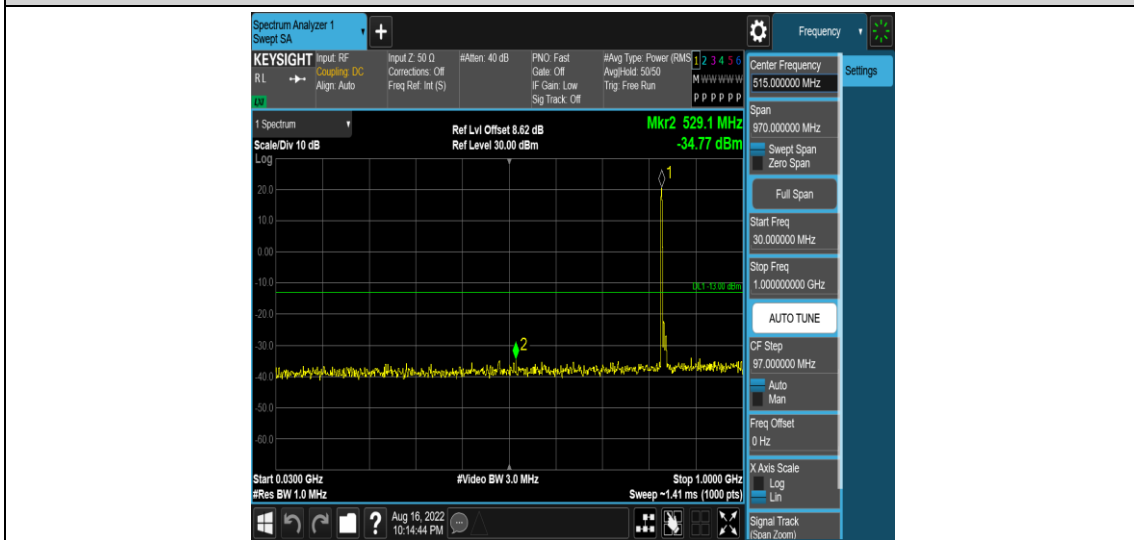 Spectrum Analyzer 1
Swept SA
+
Frequency
KEYSIGHT
RL
LXI
Input: RF
Coupling: DC
Align: Auto
Input Z: 50 Ω
Corrections: Off
Freq Ref: Int (S)
#Atten: 40 dB
PNO: Fast
Gate: Off
IF Gain: Low
Sig Track: Off
#Avg Type: Power (RMS
Avg|Hold: 50/50
Trig: Free Run
1 2 3 4 5 6
M W W W W W
P P P P P P
1 Spectrum
Scale/Div 10 dB
Ref Lvl Offset 8.62 dB
Ref Level 30.00 dBm
Mkr2 529.1 MHz
-34.77 dBm
Log
1
20.0
10.0
0.00
-10.0
DL1 -13.00 dBm
-20.0
-30.0
2
-40.0
-50.0
-60.0
Start 0.0300 GHz
#Res BW 1.0 MHz
#Video BW 3.0 MHz
Stop 1.0000 GHz
Sweep ~1.41 ms (1000 pts)
Aug 16, 2022
10:14:44 PM
?
Settings
Center Frequency
515.000000 MHz
Span
970.000000 MHz
Swept Span
Zero Span
Full Span
Start Freq
30.000000 MHz
Stop Freq
1.000000000 GHz
AUTO TUNE
CF Step
97.000000 MHz
Auto
Man
Freq Offset
0 Hz
X Axis Scale
Log
Lin
Signal Track
(Span Zoom)